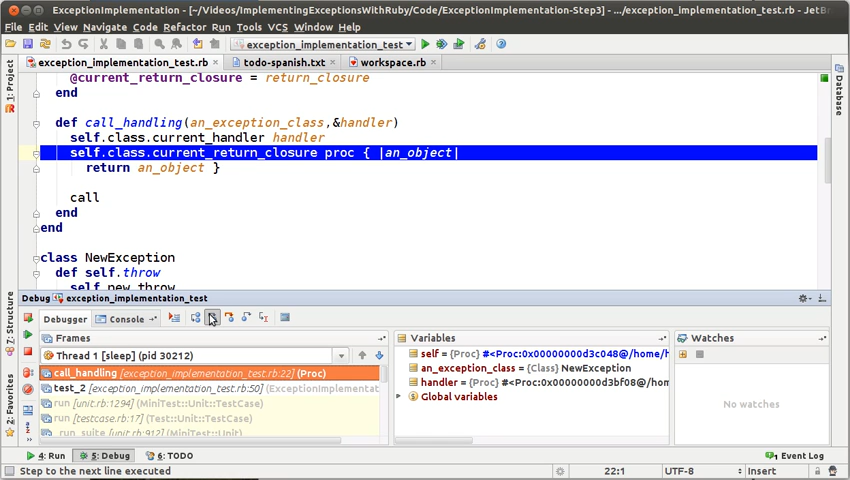 ExceptionImplementation - [~/Videos/ImplementingExceptionsWithRuby/Code/ExceptionImplementation-Step3] - .../exception_implementation_test.rb - JetBr
File Edit View Navigate Code Refactor Run Tools VCS Window Help
exception_implementation_test
exception_implementation_test.rb todo-spanish.txt workspace.rb
1: Project
Database
@current_return_closure = return_closure
end
def call_handling(an_exception_class,&handler)
self.class.current_handler handler
self.class.current_return_closure proc { |an_object|
return an_object }
call
end
end
class NewException
def self.throw
self.new.throw
7: Structure
2: Favorites
Debug exception_implementation_test
Debugger Console
Frames Variables Watches
Thread 1 [sleep] (pid 30212)
call_handling [exception_implementation_test.rb:22] (Proc)
test_2 [exception_implementation_test.rb:50] (ExceptionImplement
run [unit.rb:1294] (MiniTest::Unit::TestCase)
run [testcase.rb:17] (Test::Unit::TestCase)
run_suite [unit.rb:912] (MiniTest::Unit)
self = {Proc} #<Proc:0x00000000d3c048@/home/h
an_exception_class = {Class} NewException
handler = {Proc} #<Proc:0x00000000d3bf08@/hom
Global variables
No watches
4: Run 5: Debug 6: TODO Event Log
Step to the next line executed 22:1 UTF-8 Insert